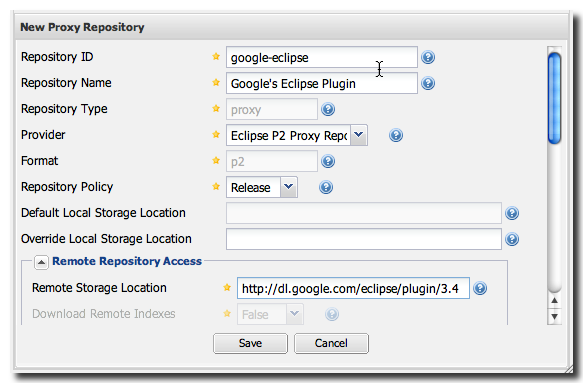 New Proxy Repository
Repository ID google-eclipse
Repository Name Google's Eclipse Plugin
Repository Type proxy
Provider Eclipse P2 Proxy Repo
Format p2
Repository Policy Release
Default Local Storage Location
Override Local Storage Location
Remote Repository Access
Remote Storage Location http://dl.google.com/eclipse/plugin/3.4
Download Remote Indexes False
Save Cancel